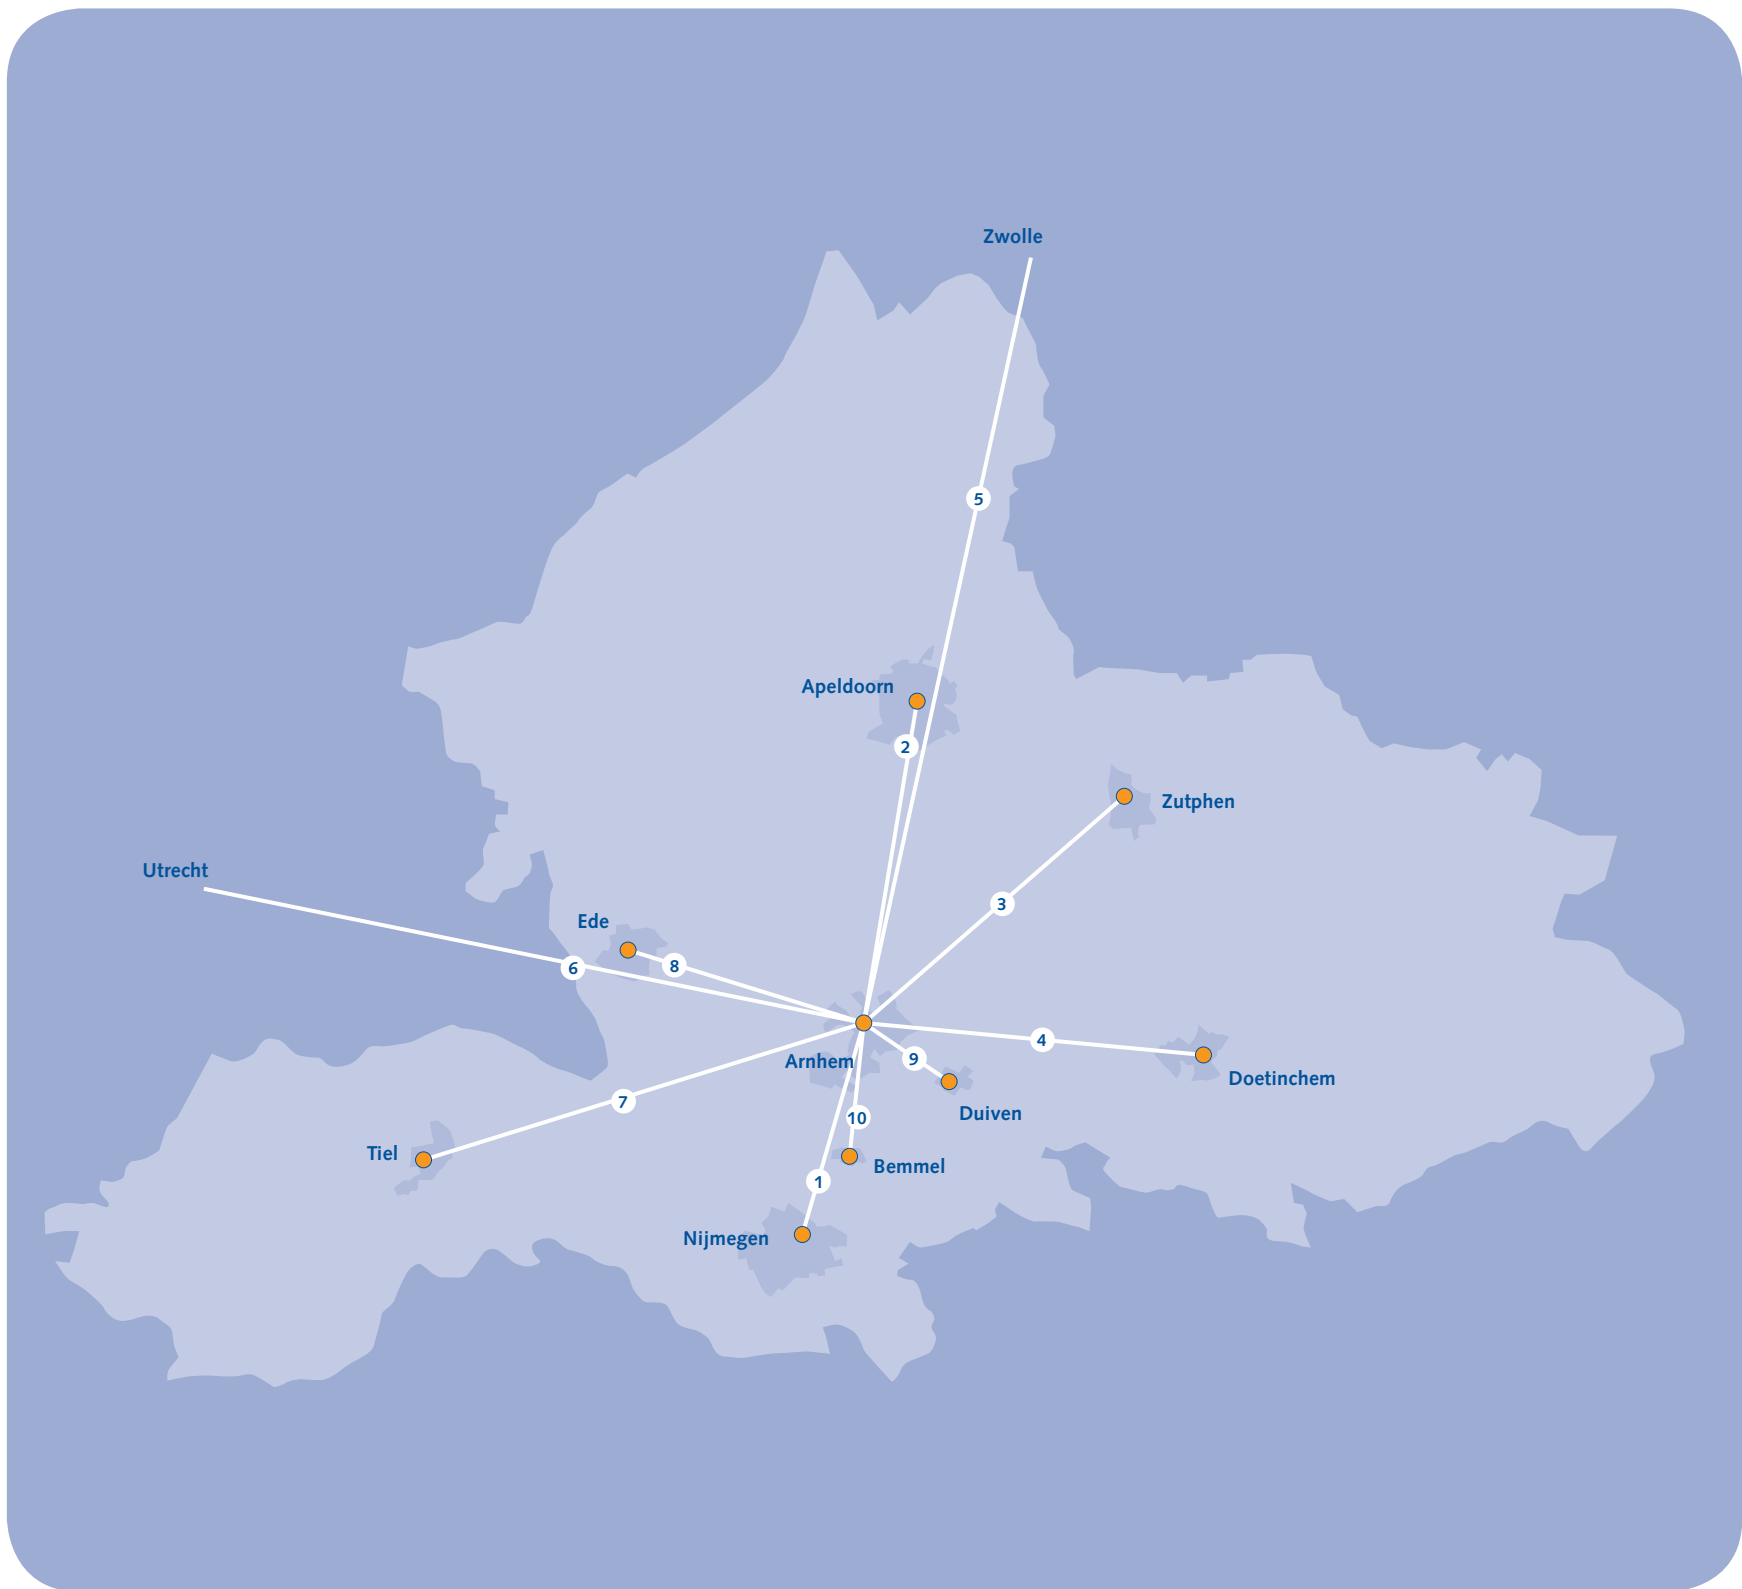 Zwolle
5
Apeldoorn
2
Zutphen
Utrecht
3
Ede
6
8
4
Arnhem
9
Doetinchem
7
10
Duiven
Tiel
Bemmel
1
Nijmegen